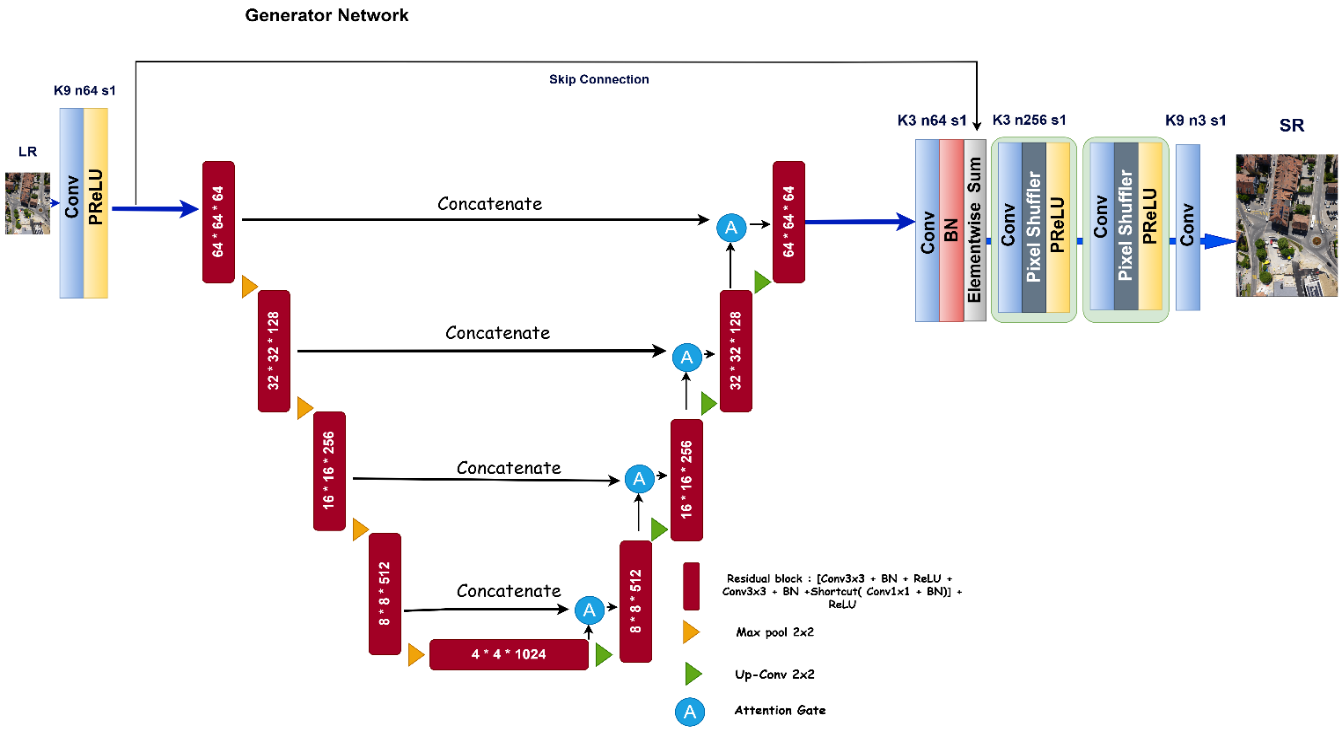 Generator Network
Skip Connection
K9 n64 s1
K3 n64 s1
K3 n256 s1
K9 n3 s1
LR
SR
Conv
PReLU
64 * 64 * 64
Concatenate
A
64 * 64 * 64
Conv
BN
Elementwise Sum
Conv
Pixel Shuffler
PReLU
Conv
Pixel Shuffler
PReLU
Conv
32 * 32 * 128
Concatenate
A
32 * 32 * 128
16 * 16 * 256
Concatenate
A
16 * 16 * 256
8 * 8 * 512
Concatenate
A
8 * 8 * 512
4 * 4 * 1024
Residual block : [Conv3x3 + BN + ReLU +
Conv3x3 + BN +Shortcut( Conv1x1 + BN)] +
ReLU
Max pool 2x2
Up-Conv 2x2
A
Attention Gate